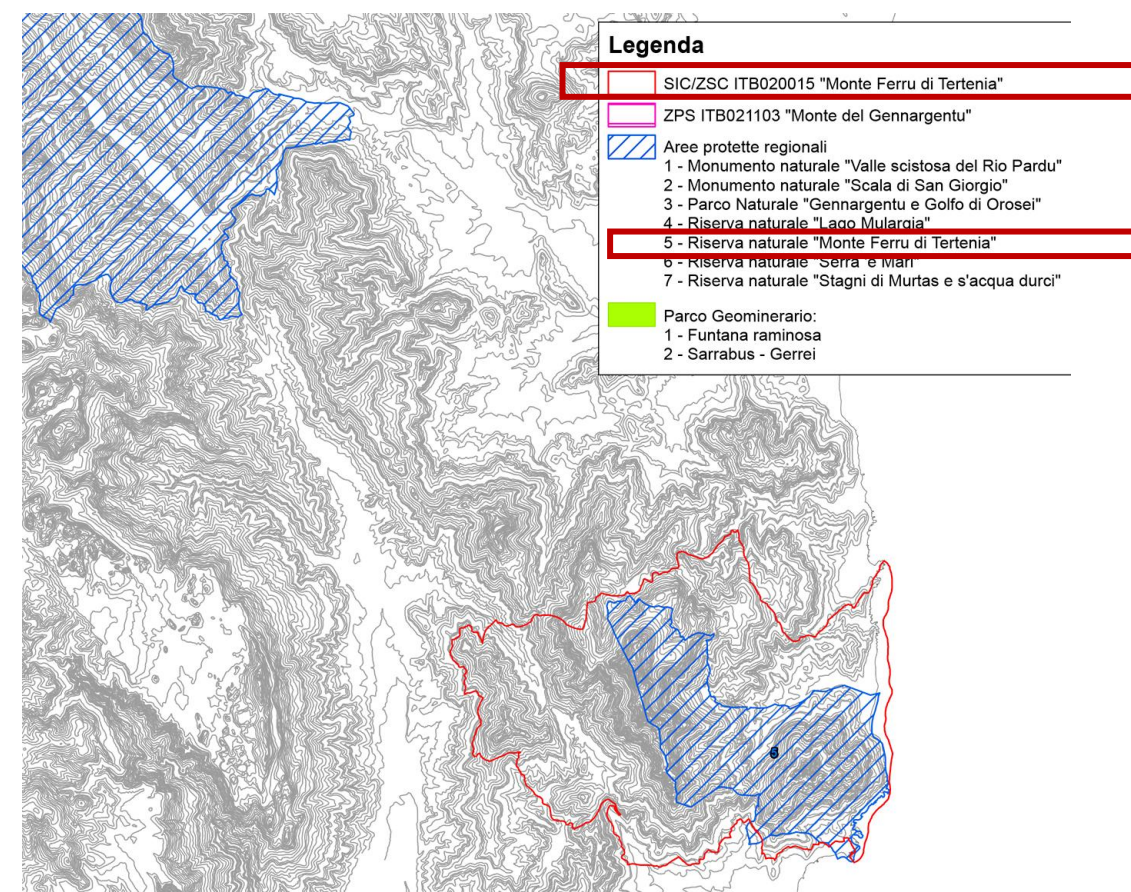 Legenda
SIC/ZSC ITB020015 "Monte Ferru di Tertenia"
ZPS ITB021103 "Monte del Gennargentu"
Aree protette regionali
1 - Monumento naturale "Valle scistosa del Rio Pardu"
2 - Monumento naturale "Scala di San Giorgio"
3 - Parco Naturale "Gennargentu e Golfo di Orosei"
4 - Riserva naturale "Lago Mulargia"
5 - Riserva naturale "Monte Ferru di Tertenia"
6 - Riserva naturale "Serra 'e Mari"
7 - Riserva naturale "Stagni di Murtas e s'acqua durci"
Parco Geominerario:
1 - Funtana raminosa
2 - Sarrabus - Gerrei
5